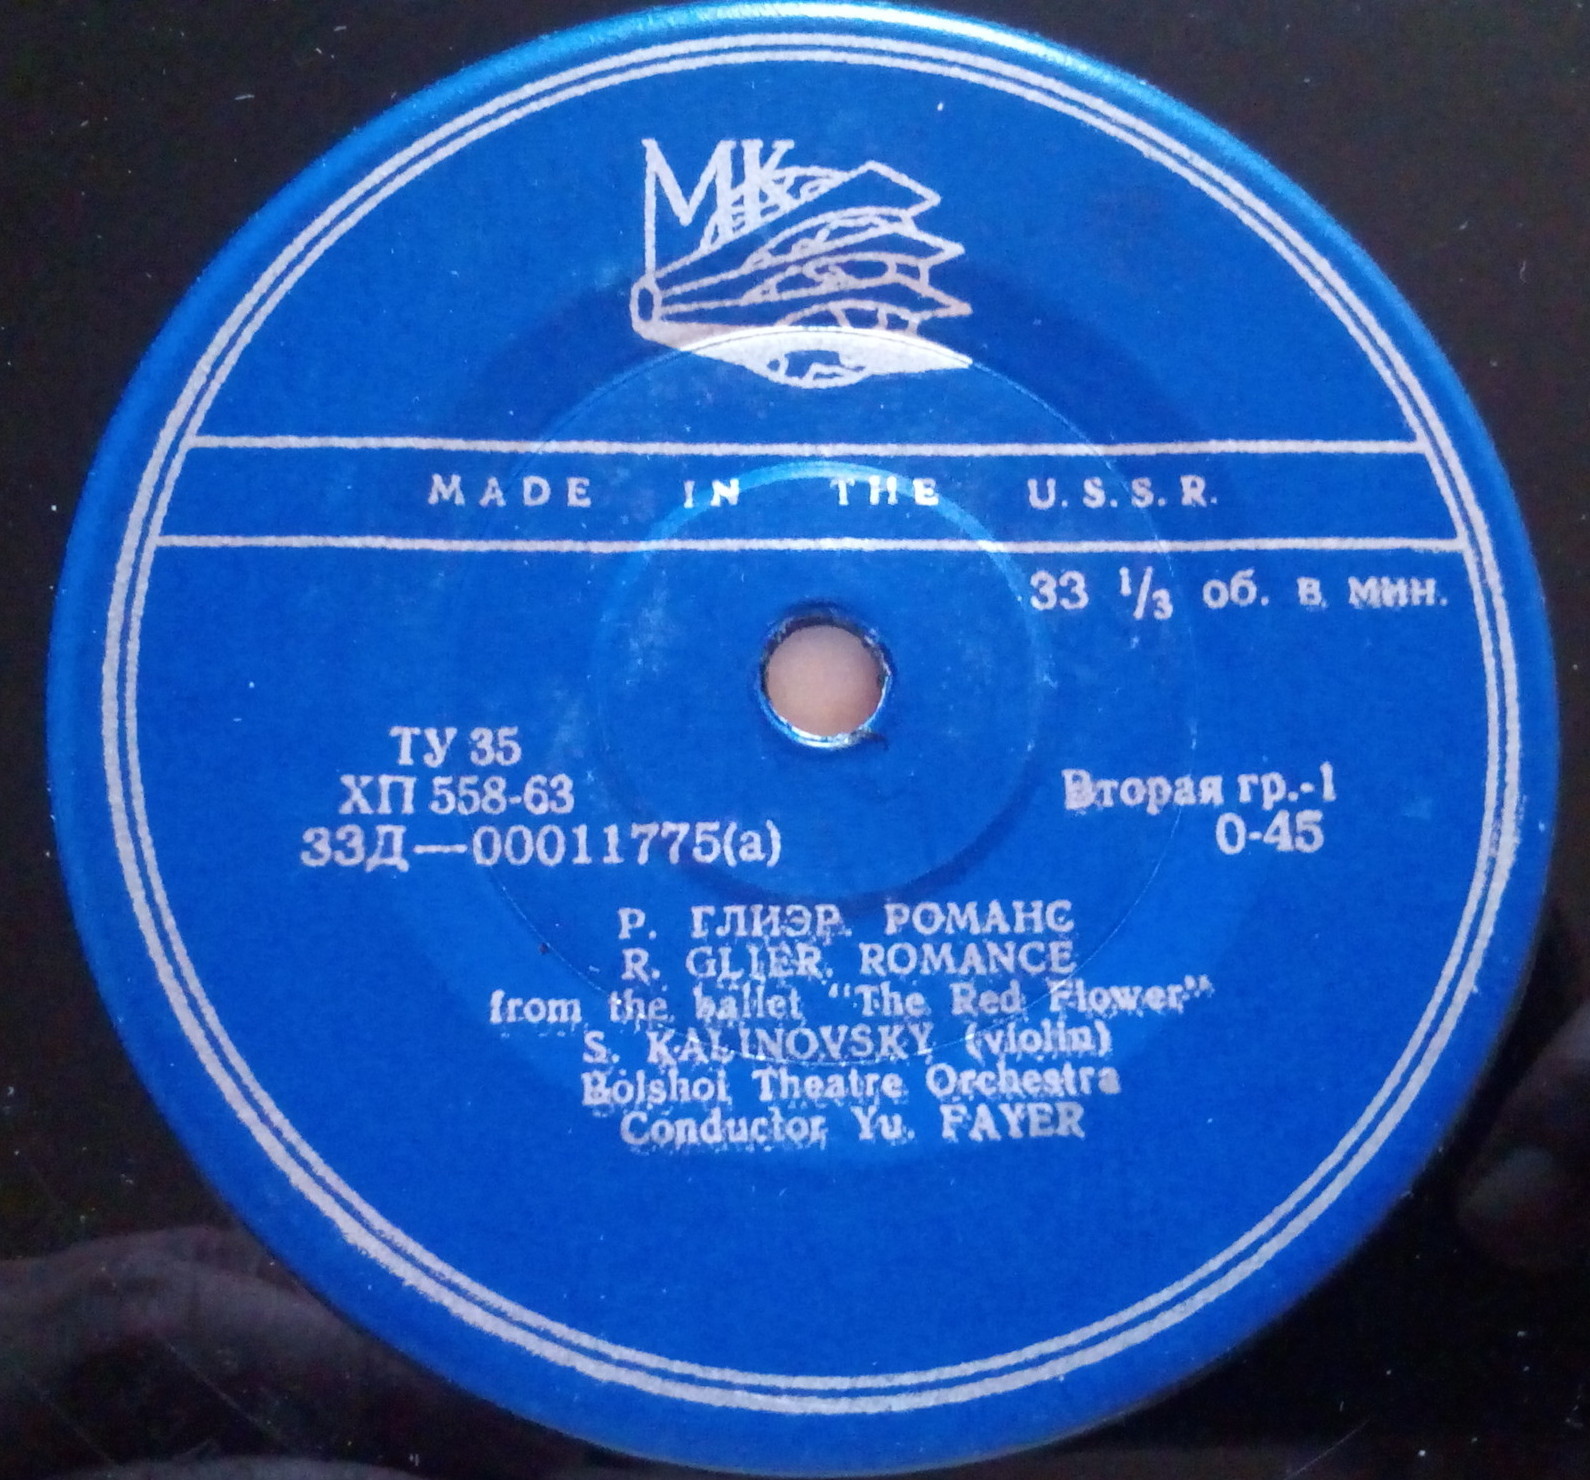 МК
MADE IN THE U.S.S.R.
33 1/3 об. в мин.
ТУ 35
ХП 558-63
33Д—00011775(а)
Вторая гр.-1
0-45
Р. ГЛИЭР. РОМАНС
R. GLIER. ROMANCE
from the ballet "The Red Flower"
S. KALINOVSKY (violin)
Bolshoi Theatre Orchestra
Conductor Yu. FAYER